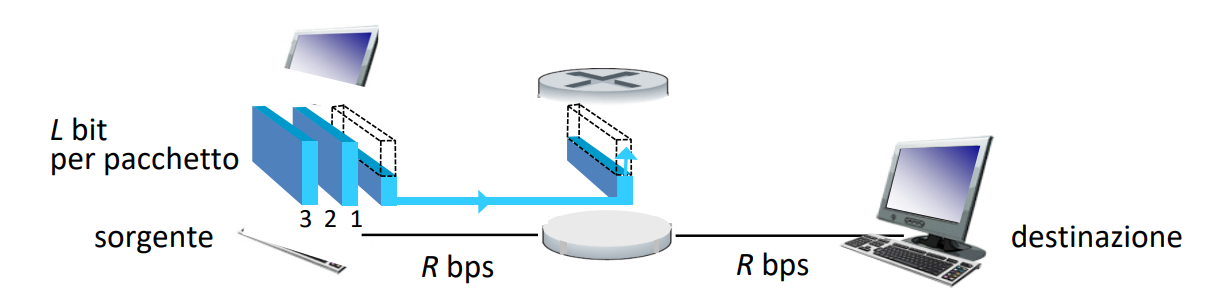 L bit
per pacchetto
3 2 1
sorgente
R bps
R bps
destinazione